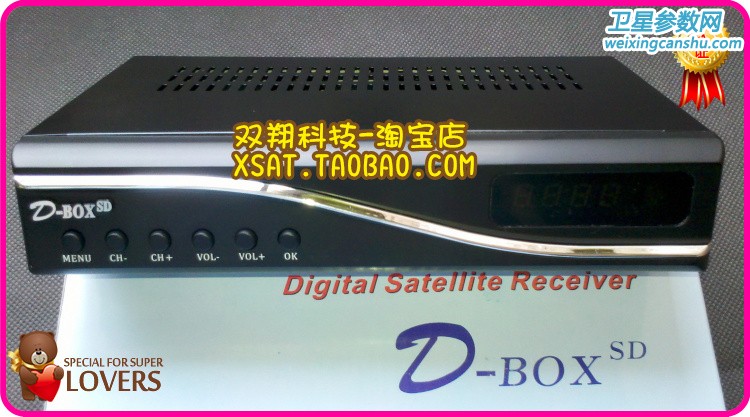 卫星参数网
weixingcanshu.com
证
双翔科技-淘宝店
XSAT.TAOBAO.COM
D-BOX SD
MENU CH- CH+ VOL- VOL+ OK
Digital Satellite Receiver
D-BOX SD
SPECIAL FOR SUPER
LOVERS